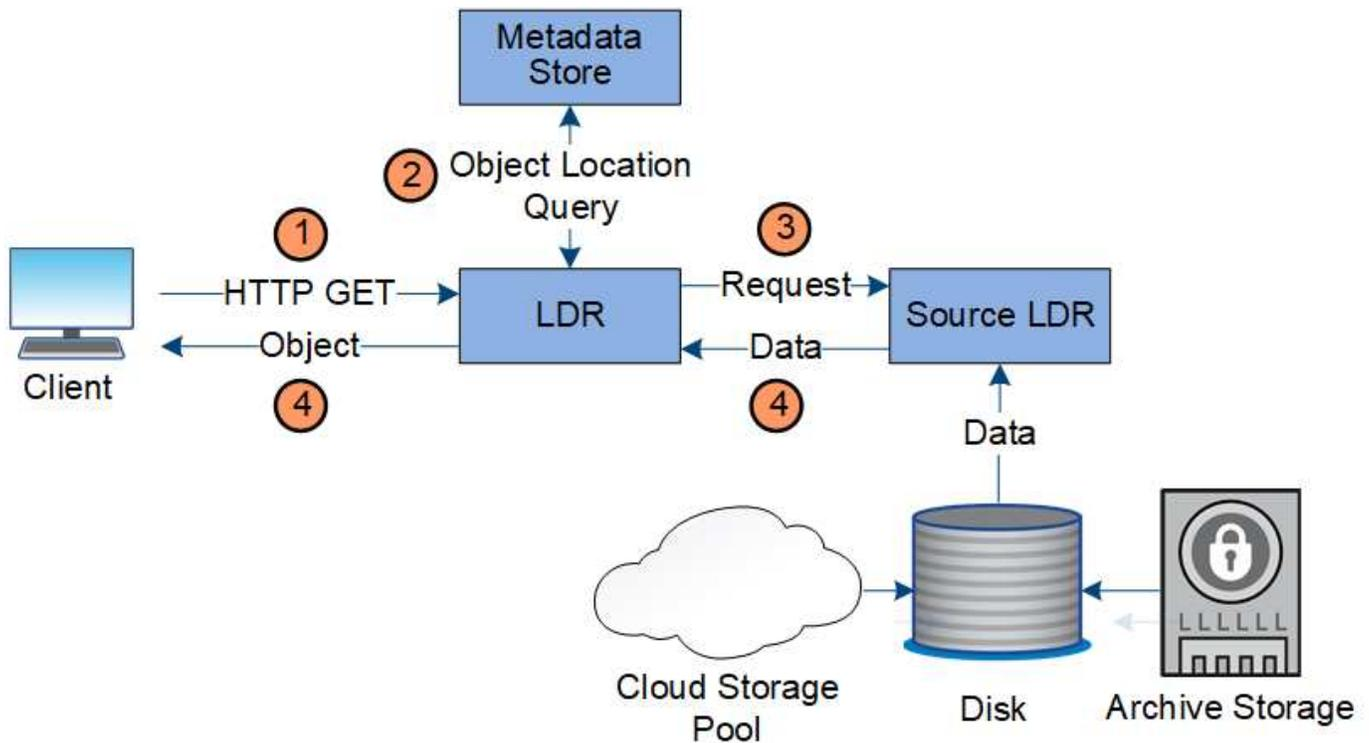 Metadata
Store
2
Object Location
Query
1
3
HTTP GET
Request
LDR
Source LDR
Object
Data
Client
4
4
Data
LLLLLL
Cloud Storage
Pool
Disk
Archive Storage